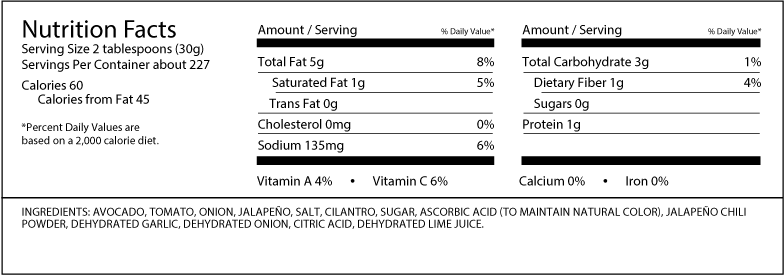 Nutrition Facts
Serving Size 2 tablespoons (30g)
Servings Per Container about 227
Calories 60
Calories from Fat 45
*Percent Daily Values are
based on a 2,000 calorie diet.
Amount / Serving % Daily Value*
Total Fat 5g 8%
Saturated Fat 1g 5%
Trans Fat 0g
Cholesterol 0mg 0%
Sodium 135mg 6%
Amount / Serving % Daily Value*
Total Carbohydrate 3g 1%
Dietary Fiber 1g 4%
Sugars 0g
Protein 1g
Vitamin A 4% • Vitamin C 6% Calcium 0% • Iron 0%
INGREDIENTS: AVOCADO, TOMATO, ONION, JALAPEÑO, SALT, CILANTRO, SUGAR, ASCORBIC ACID (TO MAINTAIN NATURAL COLOR), JALAPEÑO CHILI
POWDER, DEHYDRATED GARLIC, DEHYDRATED ONION, CITRIC ACID, DEHYDRATED LIME JUICE.